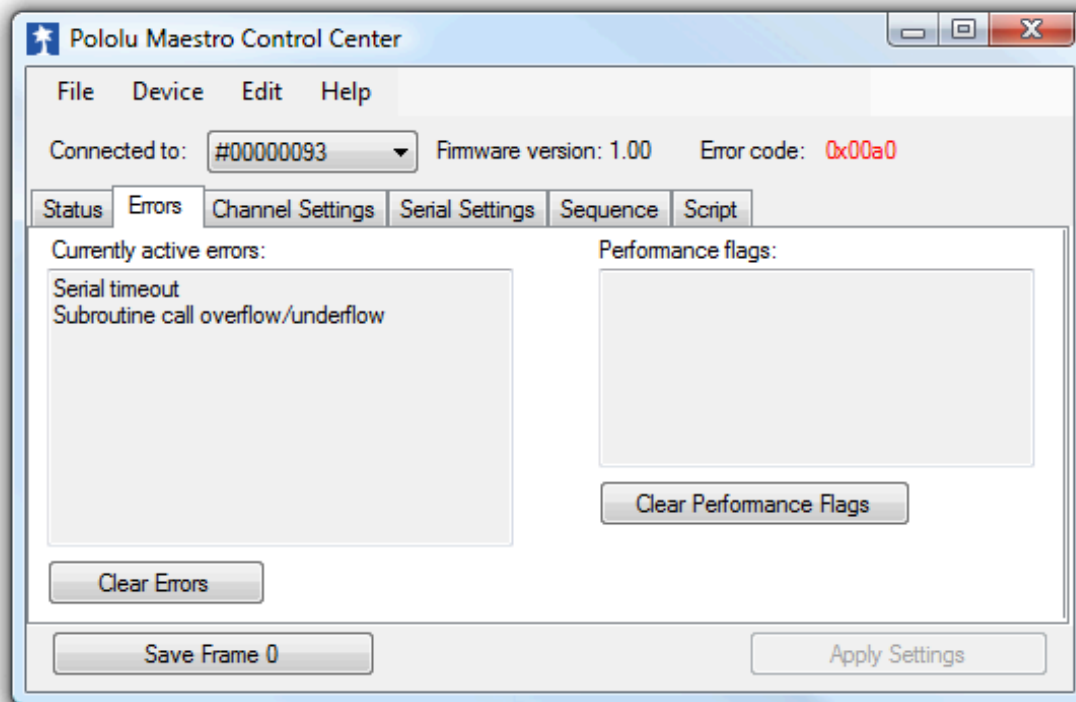 Pololu Maestro Control Center
File Device Edit Help
Connected to: #00000093 Firmware version: 1.00 Error code: 0x00a0
Status Errors Channel Settings Serial Settings Sequence Script
Currently active errors: Performance flags:
Serial timeout
Subroutine call overflow/underflow
Clear Performance Flags
Clear Errors
Save Frame 0 Apply Settings